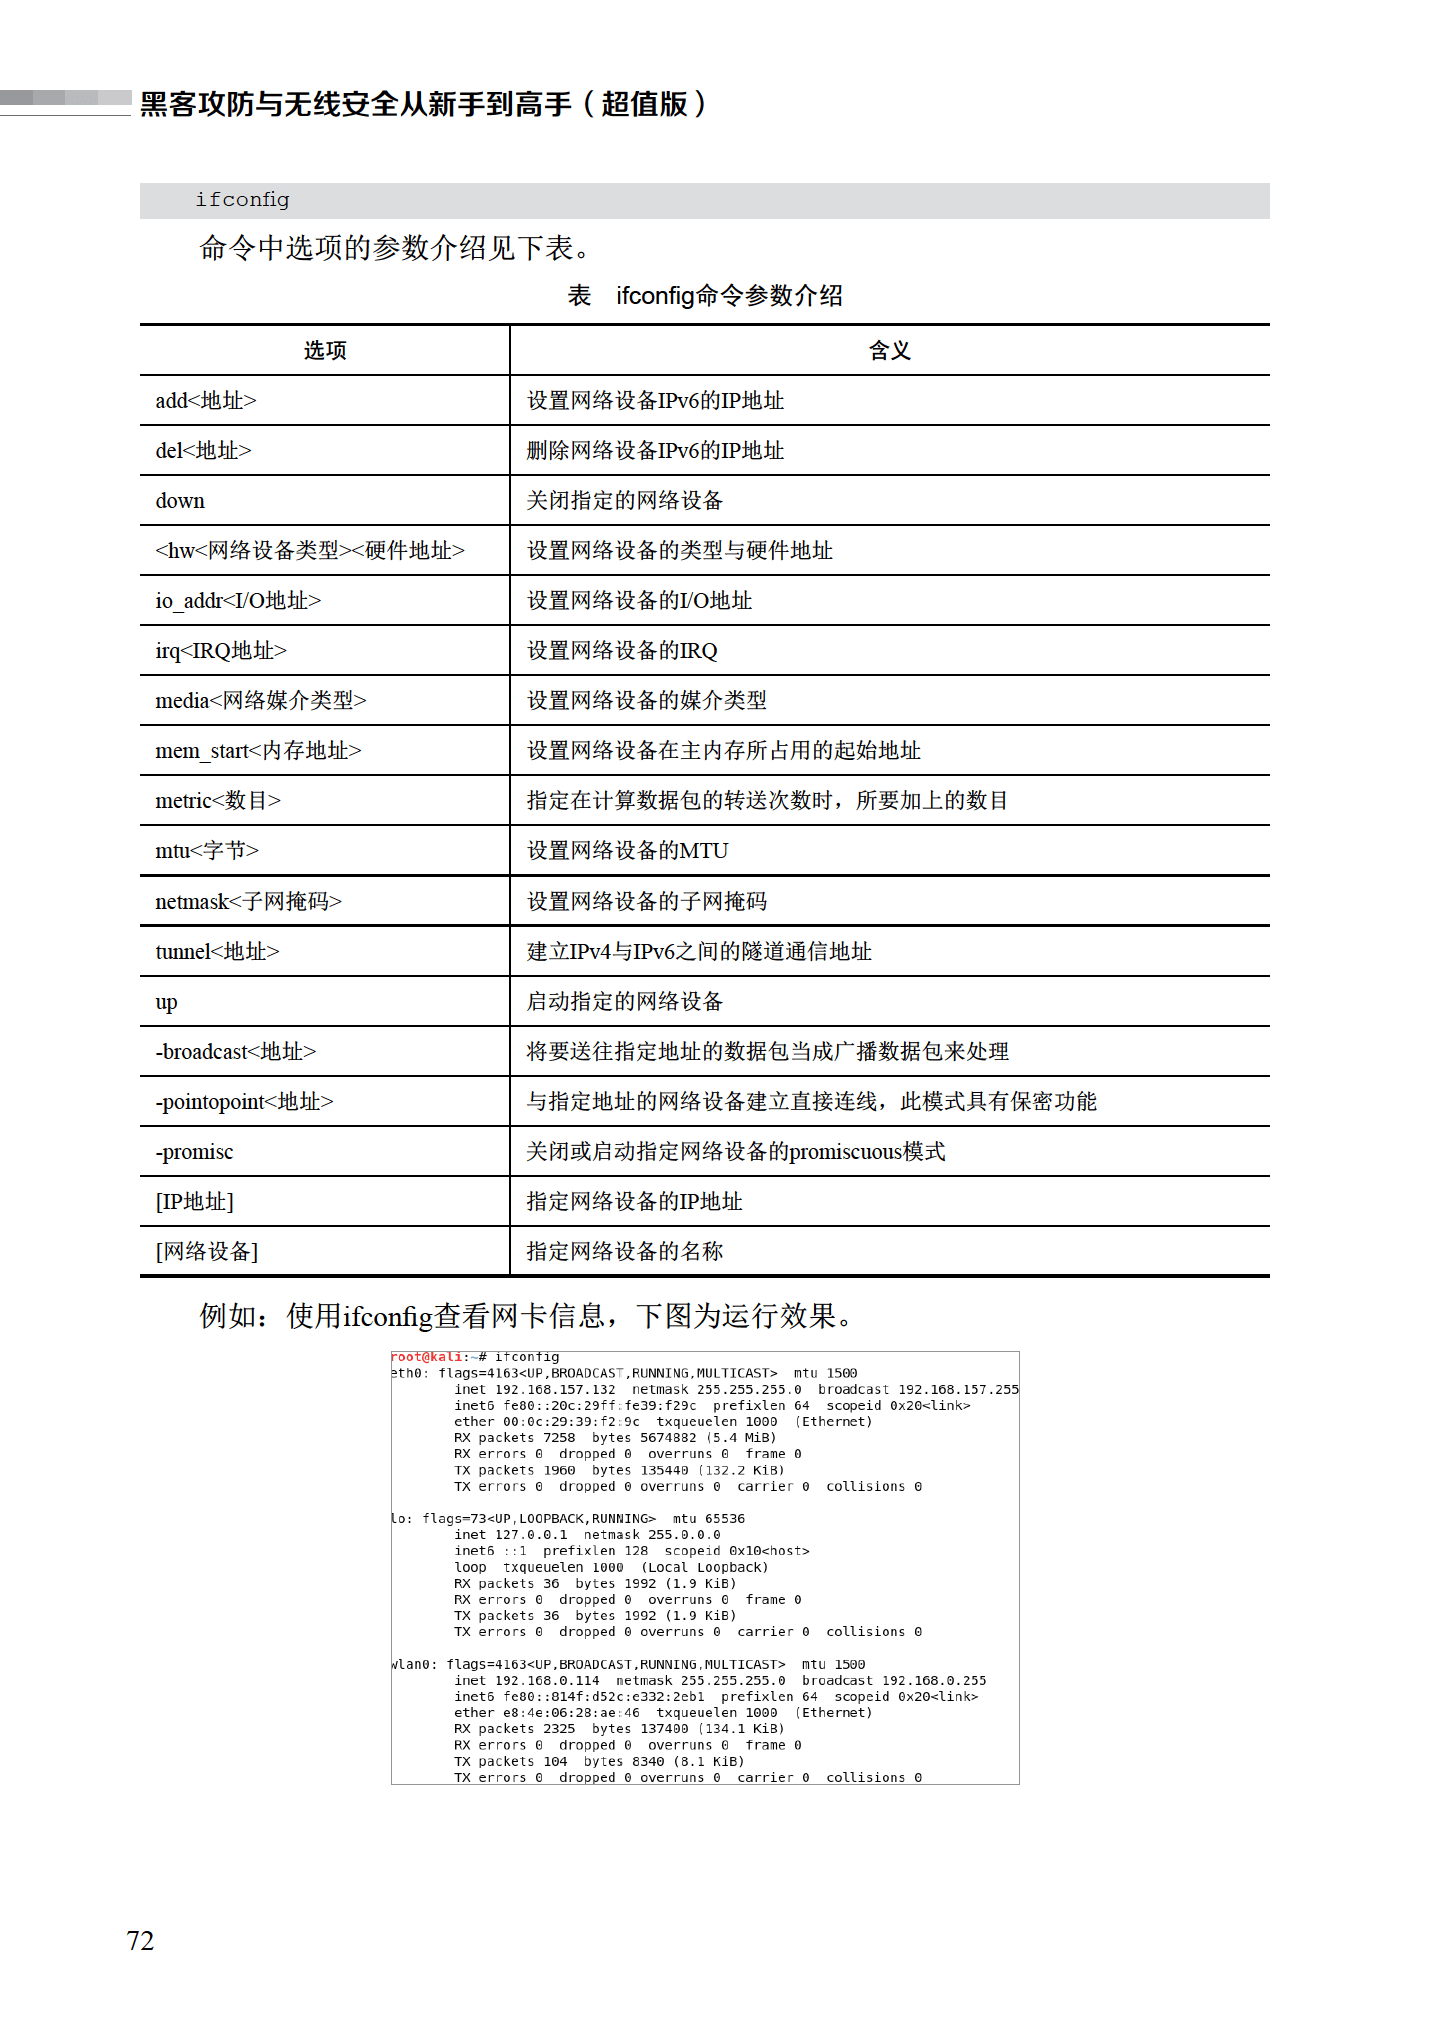 黑客攻防与无线安全从新手到高手（超值版）
ifconfig
命令中选项的参数介绍见下表。
表　ifconfig命令参数介绍
选项　含义
add<地址>　设置网络设备IPv6的IP地址
del<地址>　删除网络设备IPv6的IP地址
down　关闭指定的网络设备
<hw<网络设备类型><硬件地址>　设置网络设备的类型与硬件地址
io_addr<I/O地址>　设置网络设备的I/O地址
irq<IRQ地址>　设置网络设备的IRQ
media<网络媒介类型>　设置网络设备的媒介类型
mem_start<内存地址>　设置网络设备在主内存所占用的起始地址
metric<数目>　指定在计算数据包的转送次数时，所要加上的数目
mtu<字节>　设置网络设备的MTU
netmask<子网掩码>　设置网络设备的子网掩码
tunnel<地址>　建立IPv4与IPv6之间的隧道通信地址
up　启动指定的网络设备
-broadcast<地址>　将要送往指定地址的数据包当成广播数据包来处理
-pointopoint<地址>　与指定地址的网络设备建立直接连线，此模式具有保密功能
-promisc　关闭或启动指定网络设备的promiscuous模式
[IP地址]　指定网络设备的IP地址
[网络设备]　指定网络设备的名称
例如：使用ifconfig查看网卡信息，下图为运行效果。
root@kali:~# ifconfig
eth0: flags=4163<UP,BROADCAST,RUNNING,MULTICAST>  mtu 1500
inet 192.168.157.132  netmask 255.255.255.0  broadcast 192.168.157.255
inet6 fe80::20c:29ff:fe39:f29c  prefixlen 64  scopeid 0x20<link>
ether 00:0c:29:39:f2:9c  txqueuelen 1000  (Ethernet)
RX packets 7258  bytes 5674882 (5.4 MiB)
RX errors 0  dropped 0  overruns 0  frame 0
TX packets 1960  bytes 135440 (132.2 KiB)
TX errors 0  dropped 0 overruns 0  carrier 0  collisions 0
lo: flags=73<UP,LOOPBACK,RUNNING>  mtu 65536
inet 127.0.0.1  netmask 255.0.0.0
inet6 ::1  prefixlen 128  scopeid 0x10<host>
loop  txqueuelen 1000  (Local Loopback)
RX packets 36  bytes 1992 (1.9 KiB)
RX errors 0  dropped 0  overruns 0  frame 0
TX packets 36  bytes 1992 (1.9 KiB)
TX errors 0  dropped 0 overruns 0  carrier 0  collisions 0
wlan0: flags=4163<UP,BROADCAST,RUNNING,MULTICAST>  mtu 1500
inet 192.168.0.114  netmask 255.255.255.0  broadcast 192.168.0.255
inet6 fe80::814f:d52c:e332:2eb1  prefixlen 64  scopeid 0x20<link>
ether e8:4e:06:28:ae:46  txqueuelen 1000  (Ethernet)
RX packets 2325  bytes 137400 (134.1 KiB)
RX errors 0  dropped 0  overruns 0  frame 0
TX packets 104  bytes 8340 (8.1 KiB)
TX errors 0  dropped 0 overruns 0  carrier 0  collisions 0
72